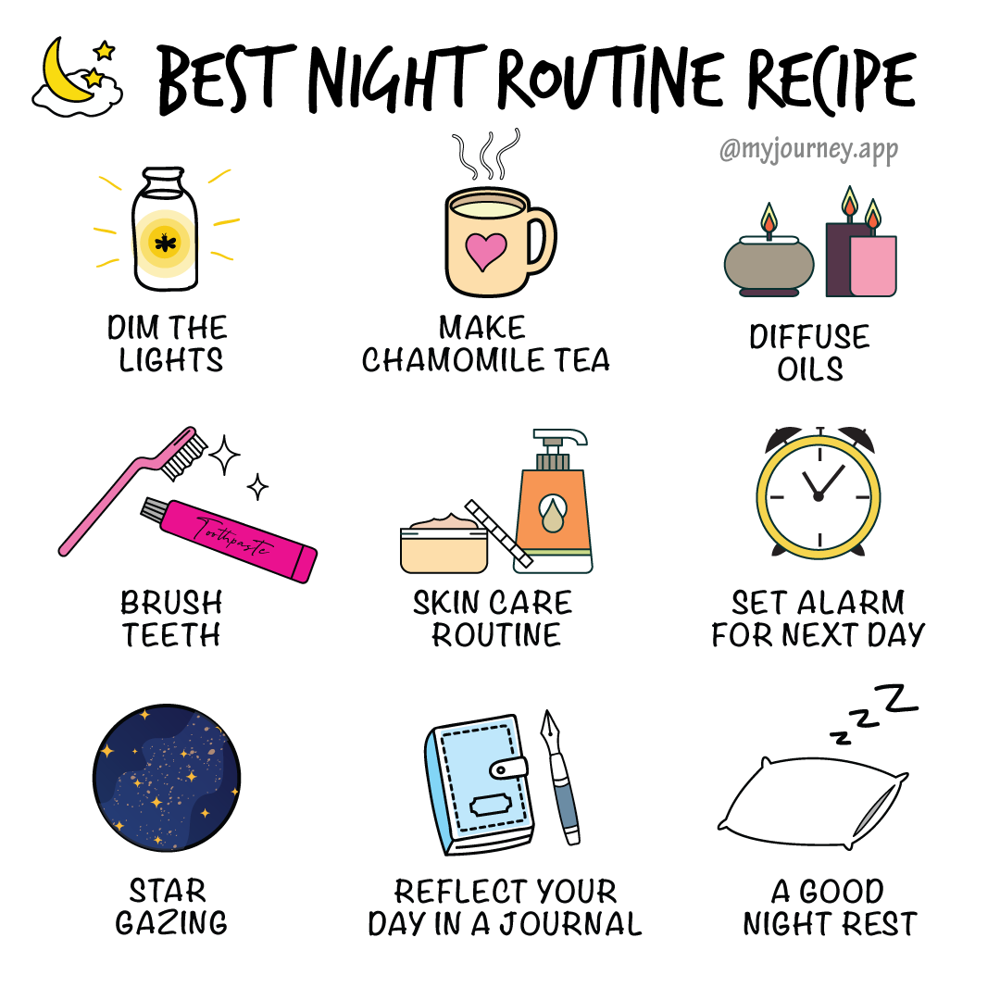 BEST NIGHT ROUTINE RECIPE
@myjourney.app
DIM THE
LIGHTS
MAKE
CHAMOMILE TEA
DIFFUSE
OILS
Toothpaste
BRUSH
TEETH
SKIN CARE
ROUTINE
SET ALARM
FOR NEXT DAY
STAR
GAZING
REFLECT YOUR
DAY IN A JOURNAL
z z Z
A GOOD
NIGHT REST